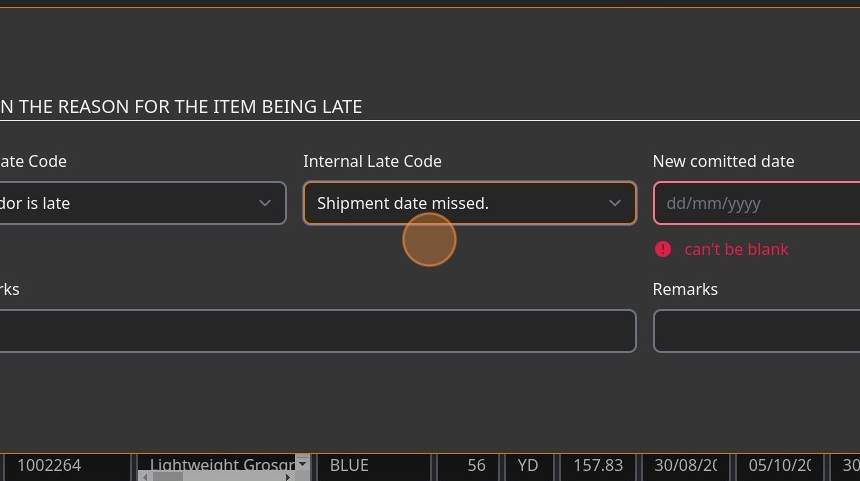 N THE REASON FOR THE ITEM BEING LATE
ate Code Internal Late Code New comitted date
dor is late Shipment date missed. dd/mm/yyyy
can't be blank
rks Remarks
1002264 Lightweight Grosgr BLUE 56 YD 157.83 30/08/20 05/10/20 30